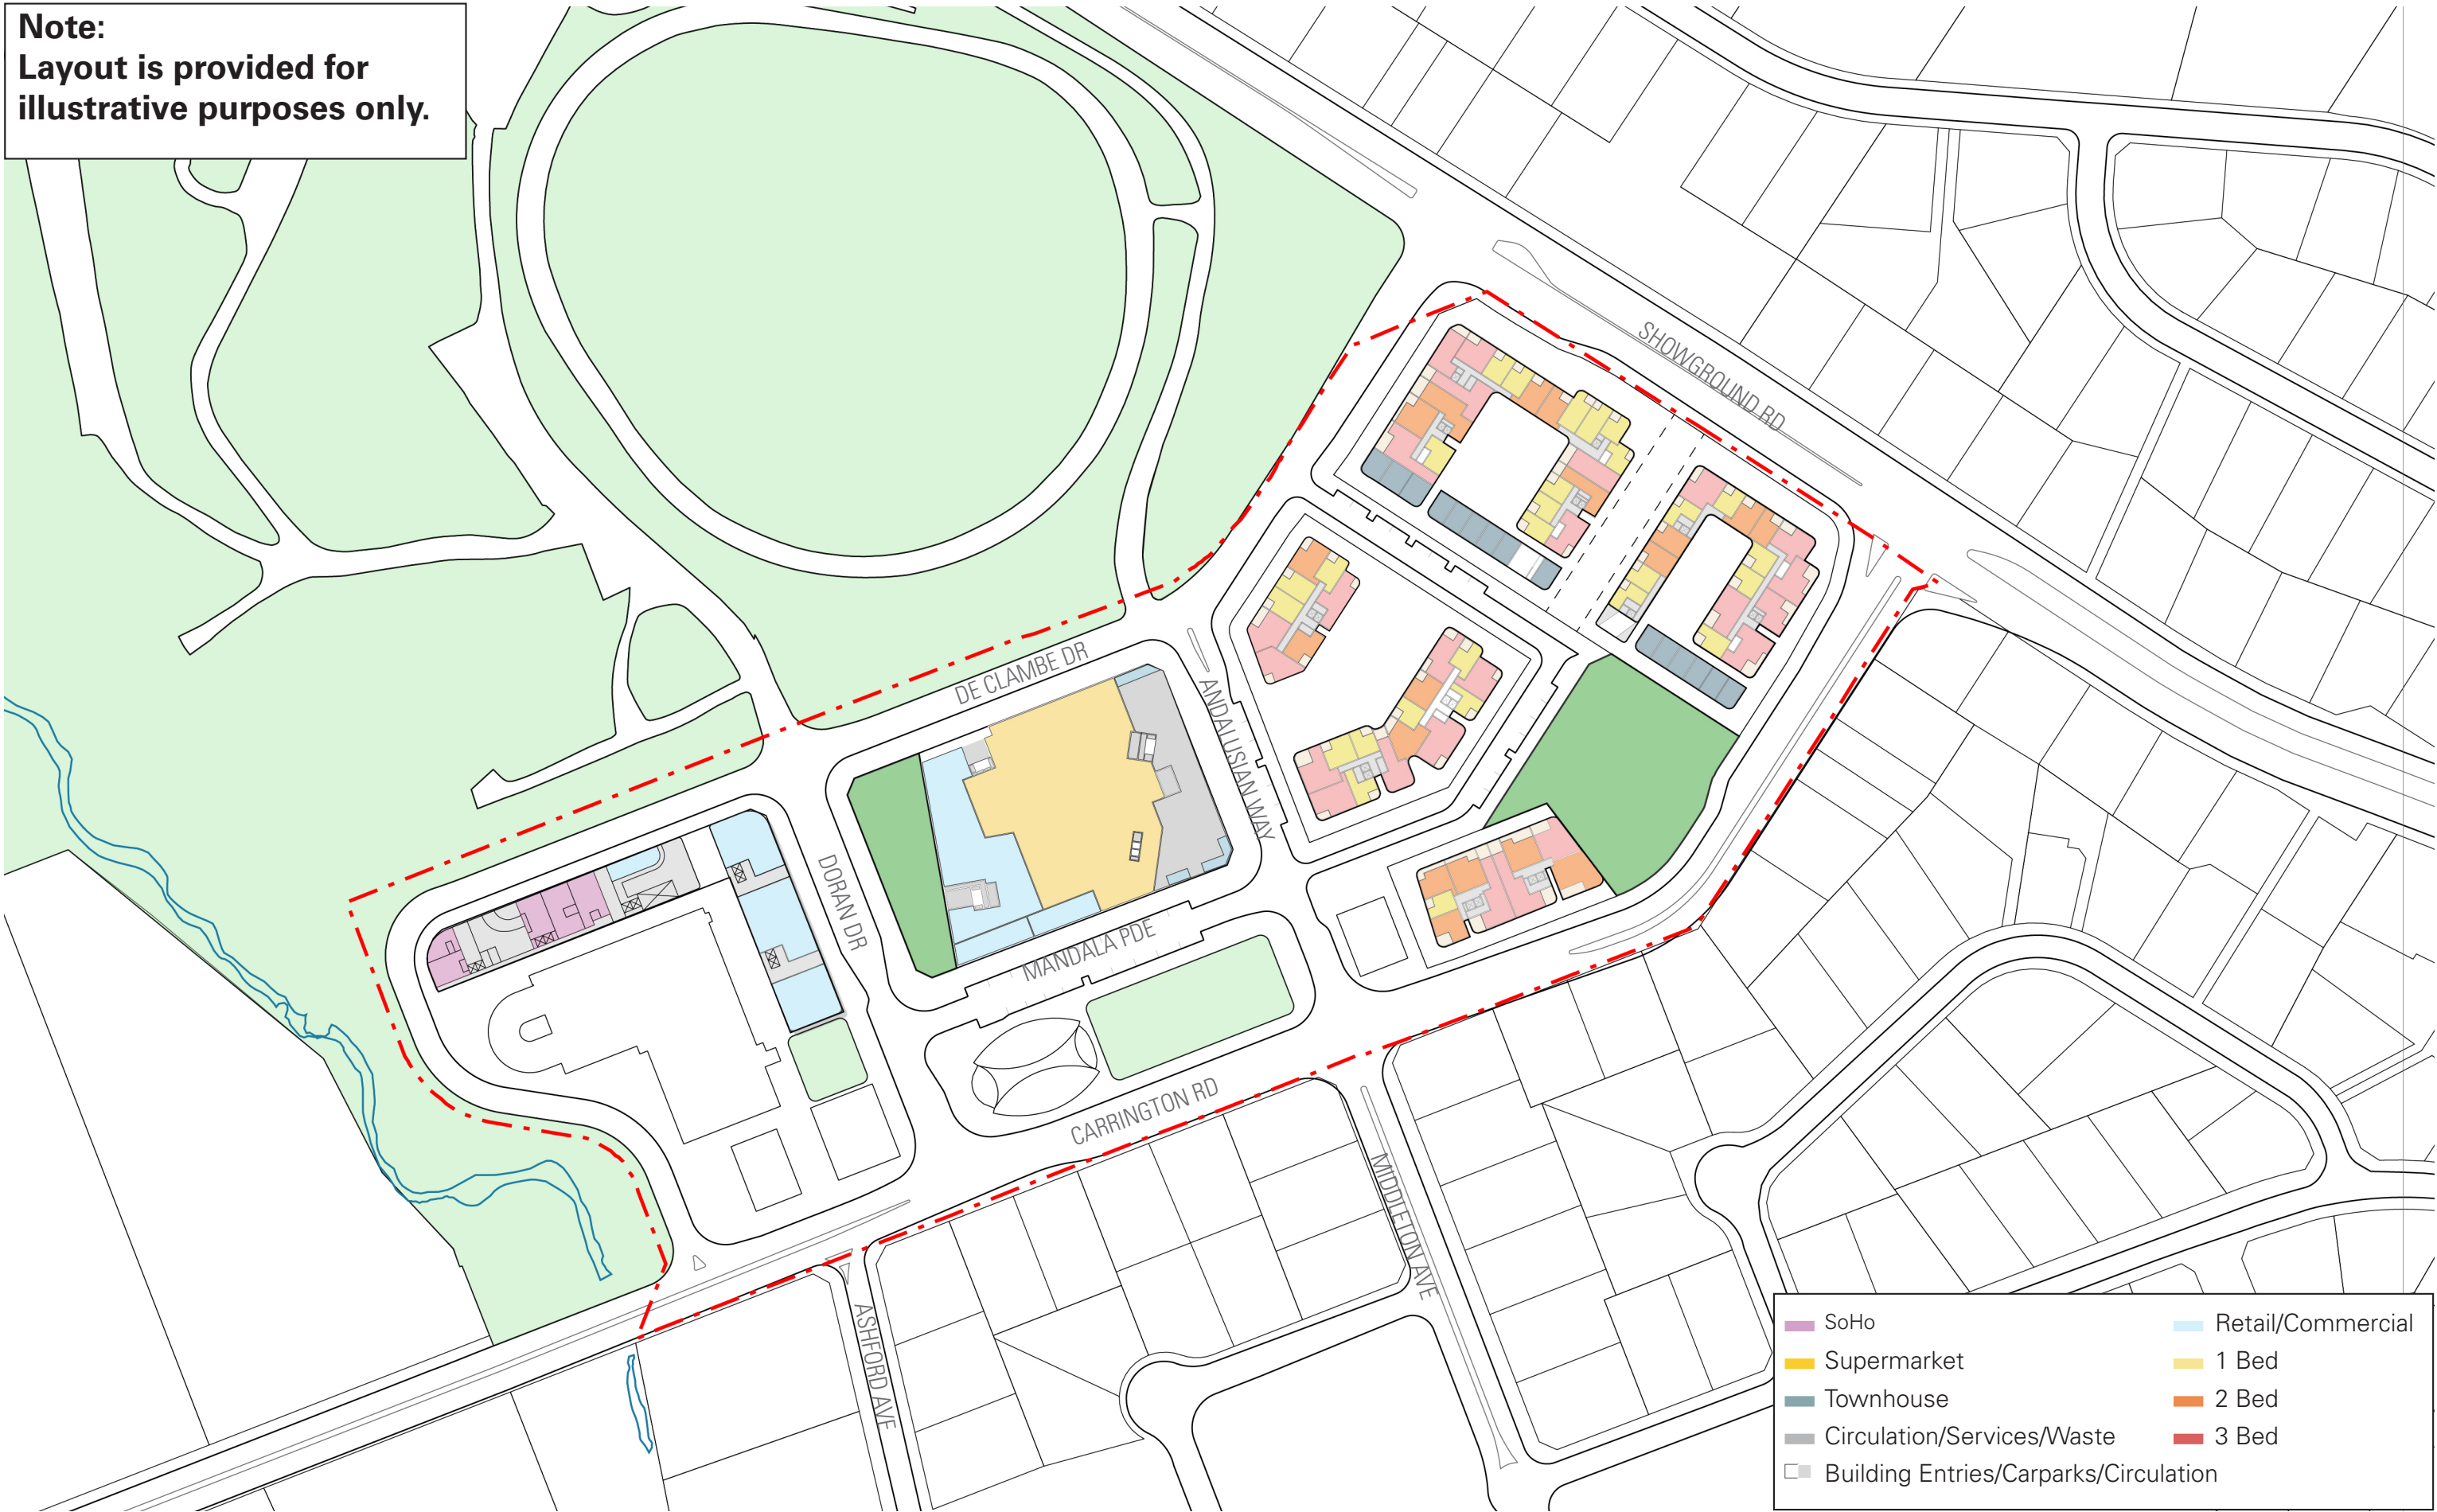 Note:
Layout is provided for
illustrative purposes only.
SHOWGROUND RD
DE CLAMBE DR
ANDALUSIAN WAY
DORAN DR
MANDALA PDE
CARRINGTON RD
MIDDLETON AVE
ASHFORD AVE
SoHo
Supermarket
Townhouse
Circulation/Services/Waste
Building Entries/Carparks/Circulation
Retail/Commercial
1 Bed
2 Bed
3 Bed